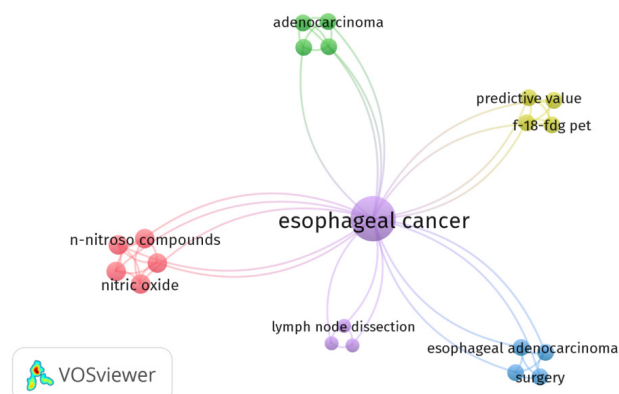 adenocarcinoma
predictive value
f-18-fdg pet
esophageal cancer
n-nitroso compounds
nitric oxide
lymph node dissection
esophageal adenocarcinoma
surgery
VOSviewer